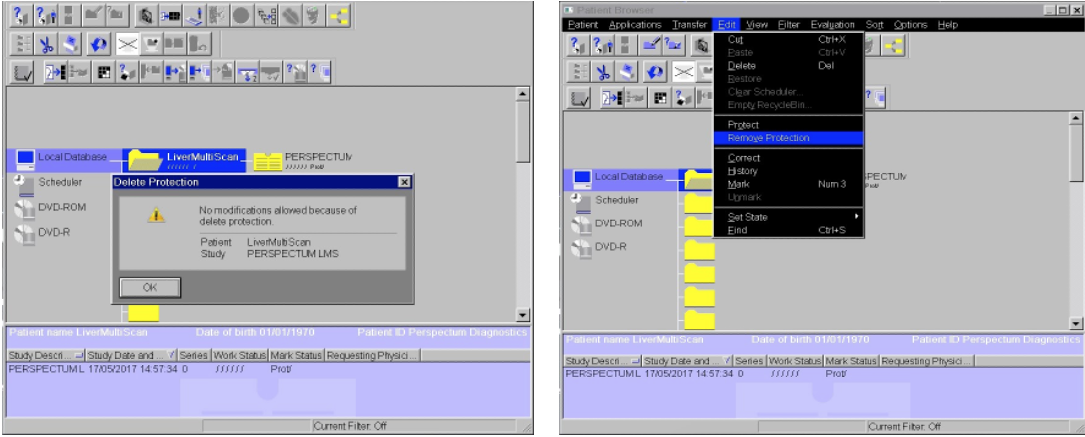 Local Database
LiverMultiScan
PERSPECTUM
Scheduler
DVD-ROM
DVD-R
Delete Protection
No modifications allowed because of
delete protection.
Patient LiverMultiScan
Study PERSPECTUM LMS
OK
Patient name LiverMultiScan Date of birth 01/01/1970 Patient ID Perspectum Diagnostics
Study Descri... Study Date and ... Series Work Status Mark Status Requesting Physici...
PERSPECTUM L 17/05/2017 14:57:34 0 ////// Prot/
Current Filter: Off
Patient Browser
Patient Applications Transfer Edit View Filter Evaluation Sort Options Help
Cut Ctrl+X
Paste Ctrl+V
Delete Del
Restore
Clear Scheduler...
Empty RecycleBin...
Protect
Remove Protection
Correct
History
Mark Num 3
Unmark
Set State
Find Ctrl+S
Local Database
Scheduler
DVD-ROM
DVD-R
Patient name LiverMultiScan Date of birth 01/01/1970 Patient ID Perspectum Diagnostics
Study Descri... Study Date and ... Series Work Status Mark Status Requesting Physici...
PERSPECTUM L 17/05/2017 14:57:34 0 ////// Prot/
Current Filter: Off